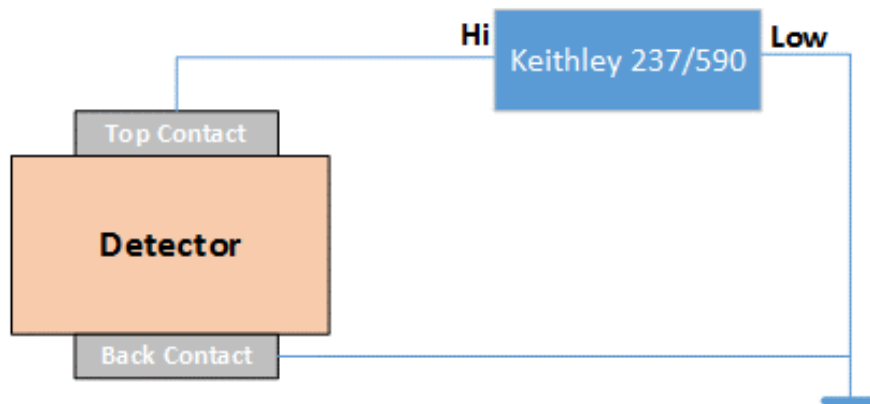 Hi
Keithley 237/590
Low
Top Contact
Detector
Back Contact